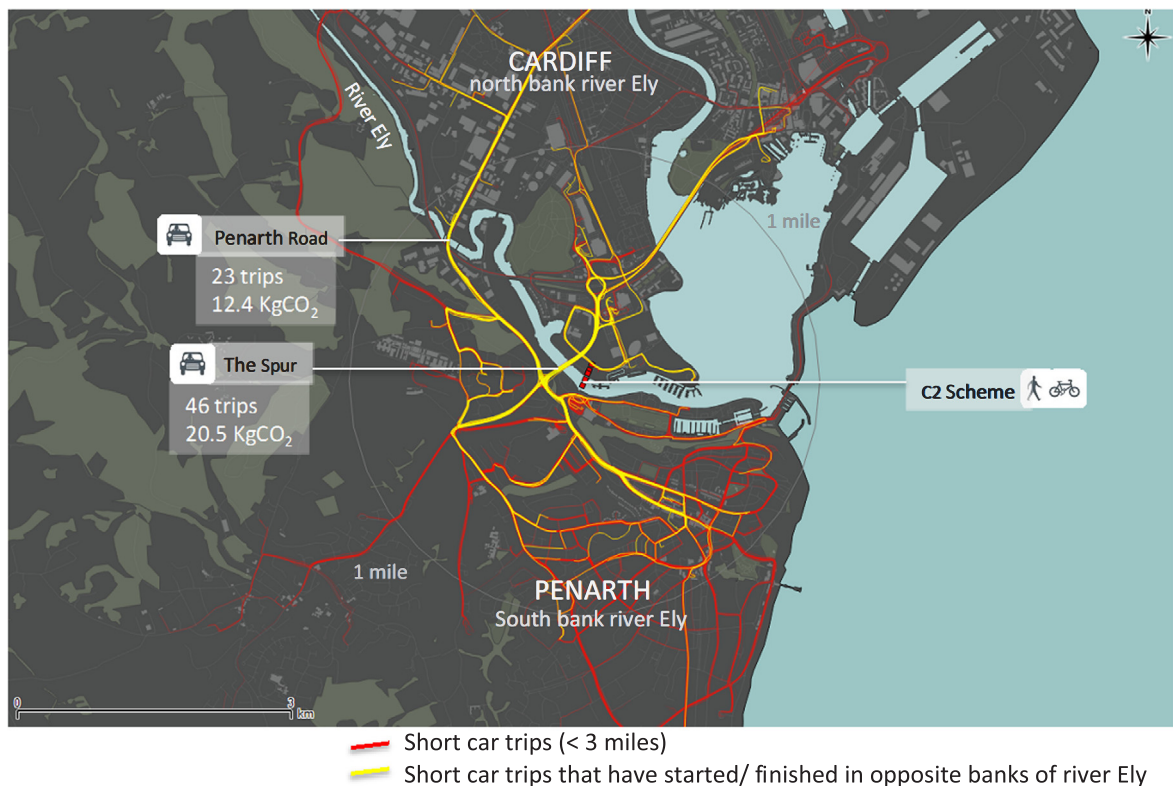 N
CARDIFF
north bank river Ely
River Ely
1 mile
Penarth Road
23 trips
12.4 KgCO₂
The Spur
46 trips
20.5 KgCO₂
C2 Scheme
1 mile
PENARTH
South bank river Ely
0 3
km
Short car trips (< 3 miles)
Short car trips that have started/ finished in opposite banks of river Ely